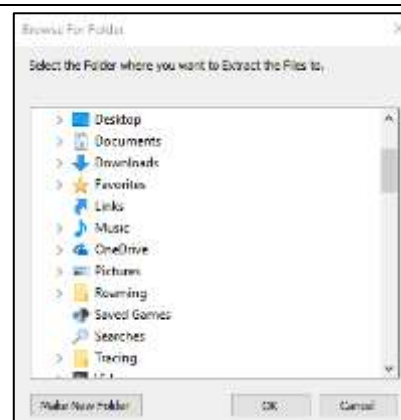 Browse For Folder
Select the Folder where you want to Extract the Files to.
Desktop
Documents
Downloads
Favorites
Links
Music
OneDrive
Pictures
Roaming
Saved Games
Searches
Tracing
Make New Folder
OK
Cancel